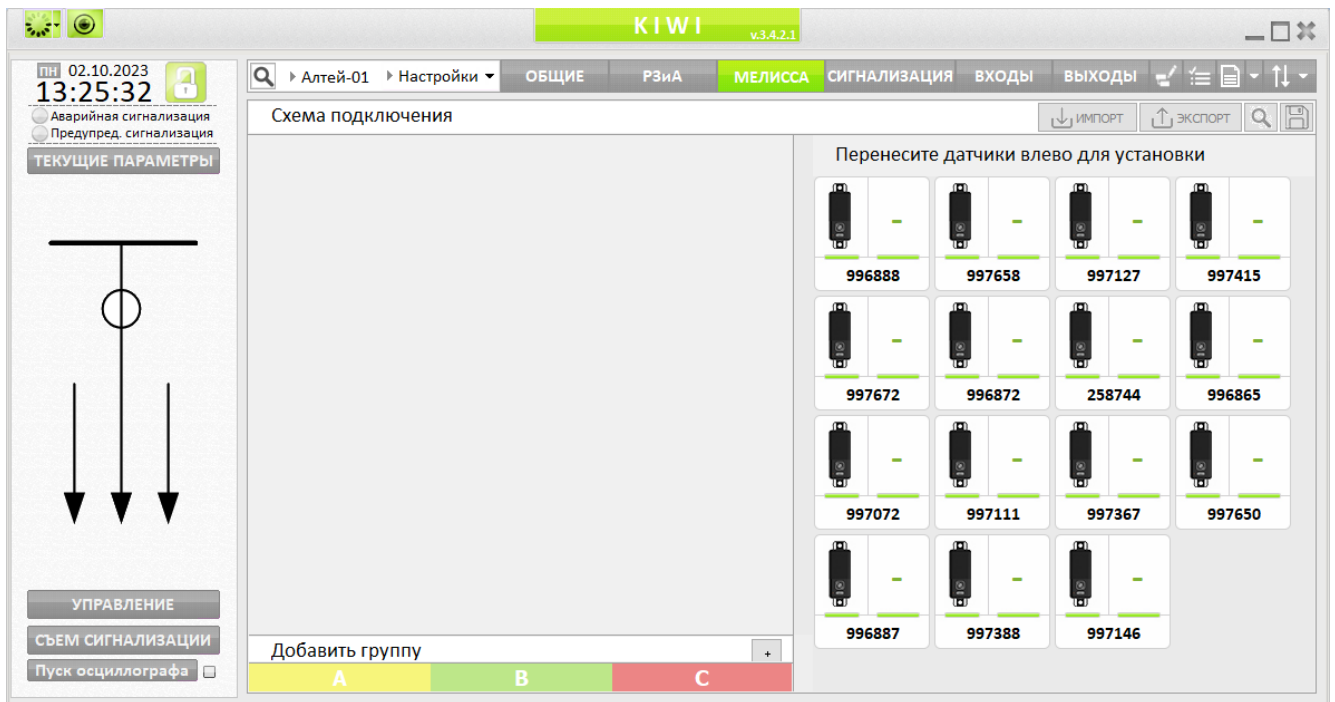 KIWI v.3.4.2.1
ПН 02.10.2023
13:25:32
Аварийная сигнализация
Предупред. сигнализация
ТЕКУЩИЕ ПАРАМЕТРЫ
УПРАВЛЕНИЕ
СЪЕМ СИГНАЛИЗАЦИИ
Пуск осциллографа
Алтей-01 Настройки ОБЩИЕ РЗиА МЕЛИССА СИГНАЛИЗАЦИЯ ВХОДЫ ВЫХОДЫ
Схема подключения ИМПОРТ ЭКСПОРТ
Перенесите датчики влево для установки
- - - -
996888 997658 997127 997415
- - - -
997672 996872 258744 996865
- - - -
997072 997111 997367 997650
- - -
996887 997388 997146
Добавить группу +
A B C